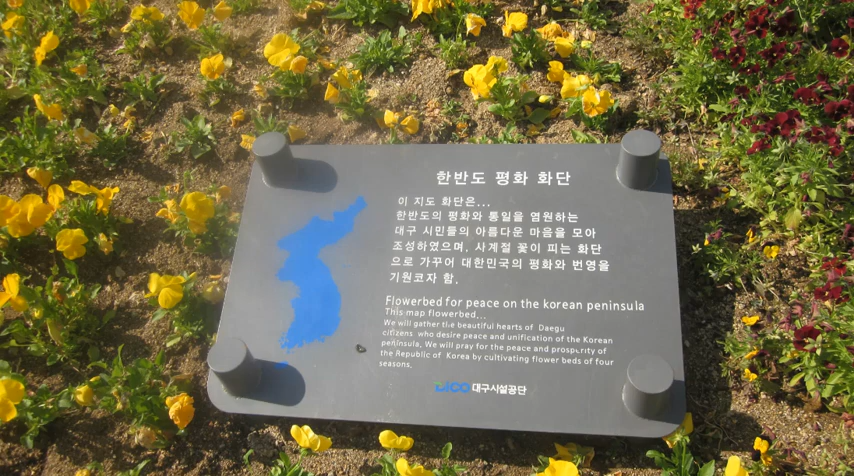 한반도 평화 화단
이 지도 화단은...
한반도의 평화와 통일을 염원하는
대구 시민들의 아름다운 마음을 모아
조성하였으며, 사계절 꽃이 피는 화단
으로 가꾸어 대한민국의 평화와 번영을
기원코자 함.
Flowerbed for peace on the korean peninsula
This map flowerbed...
We will gather the beautiful hearts of Daegu
citizens who desire peace and unification of the Korean
peninsula. We will pray for the peace and prosperity of
the Republic of Korea by cultivating flower beds of four
seasons.
DICO 대구시설공단